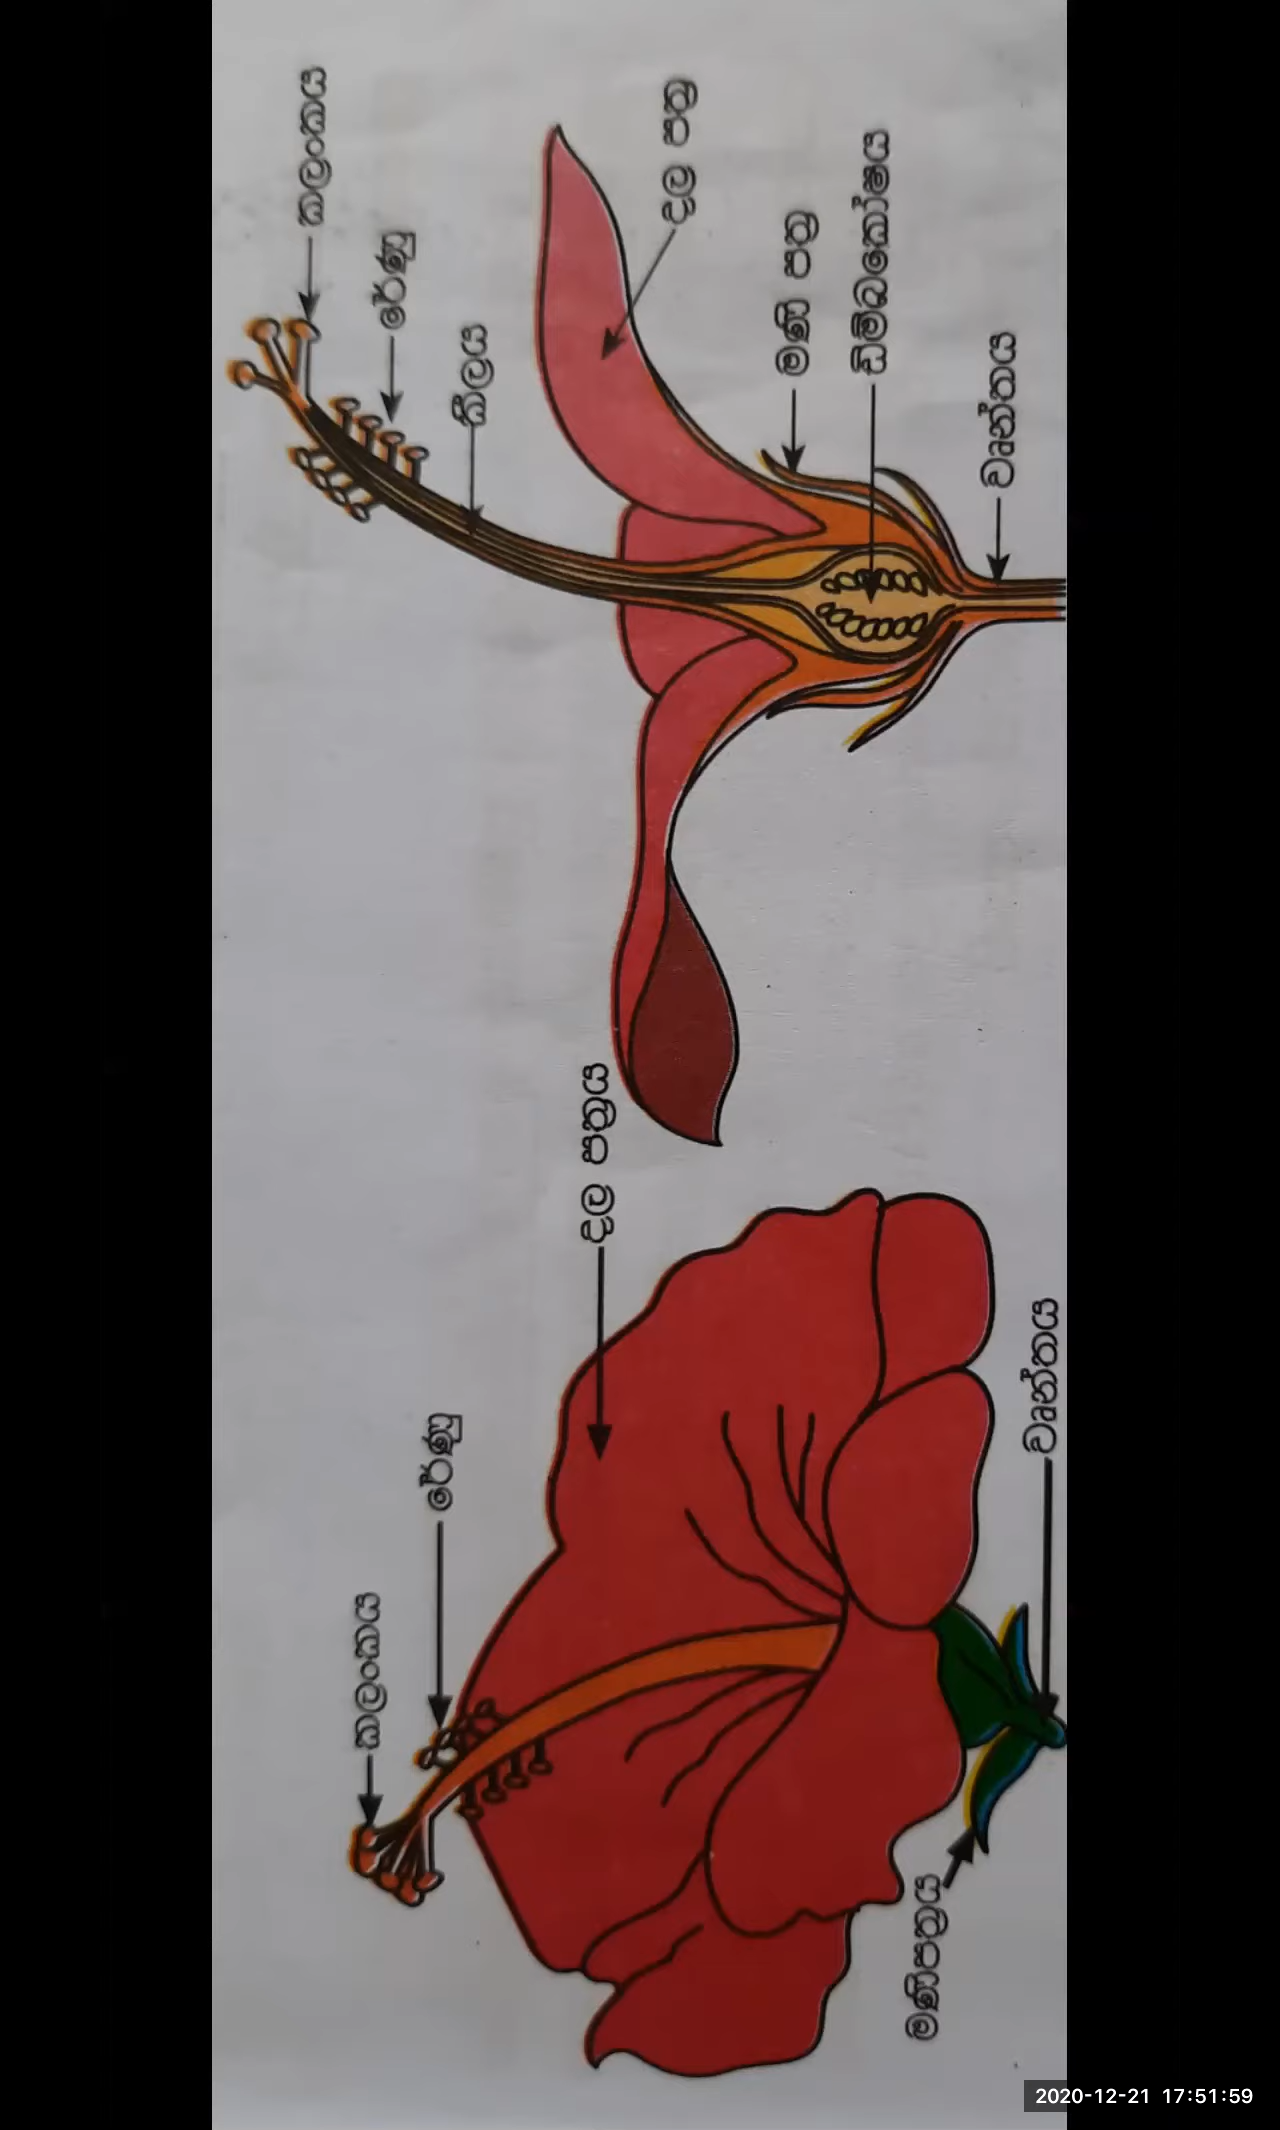 කලංකය
රේණු
දල පත්‍රය
වෘන්තය
මණිපත්‍රය
කලංකය
රේණු
කීලය
දල පත්‍ර
මණි පත්‍ර
ඩිම්බකෝෂය
වෘන්තය
2020-12-21 17:51:59